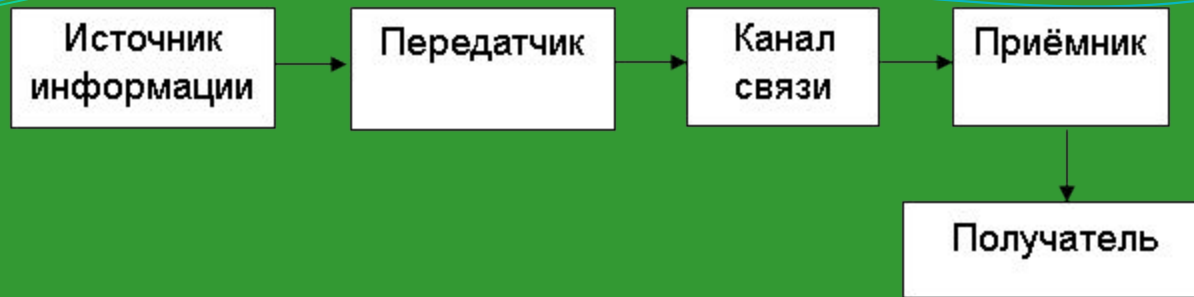 Источник
информации
Передатчик
Канал
связи
Приёмник
Получатель